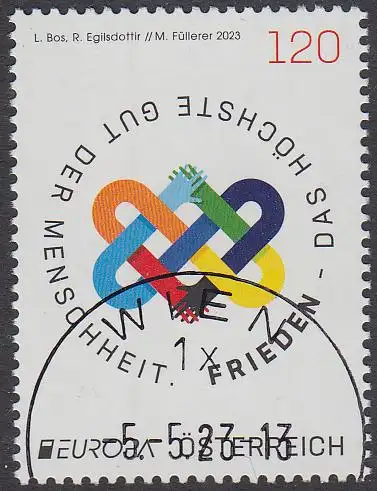 L. Bos, R. Egilsdottir // M. Füllerer 2023
120
FRIEDEN – DAS HÖCHSTE GUT DER MENSCHHEIT.
WIEN
1x
-5.-5.23-13
EUROPA ÖSTERREICH